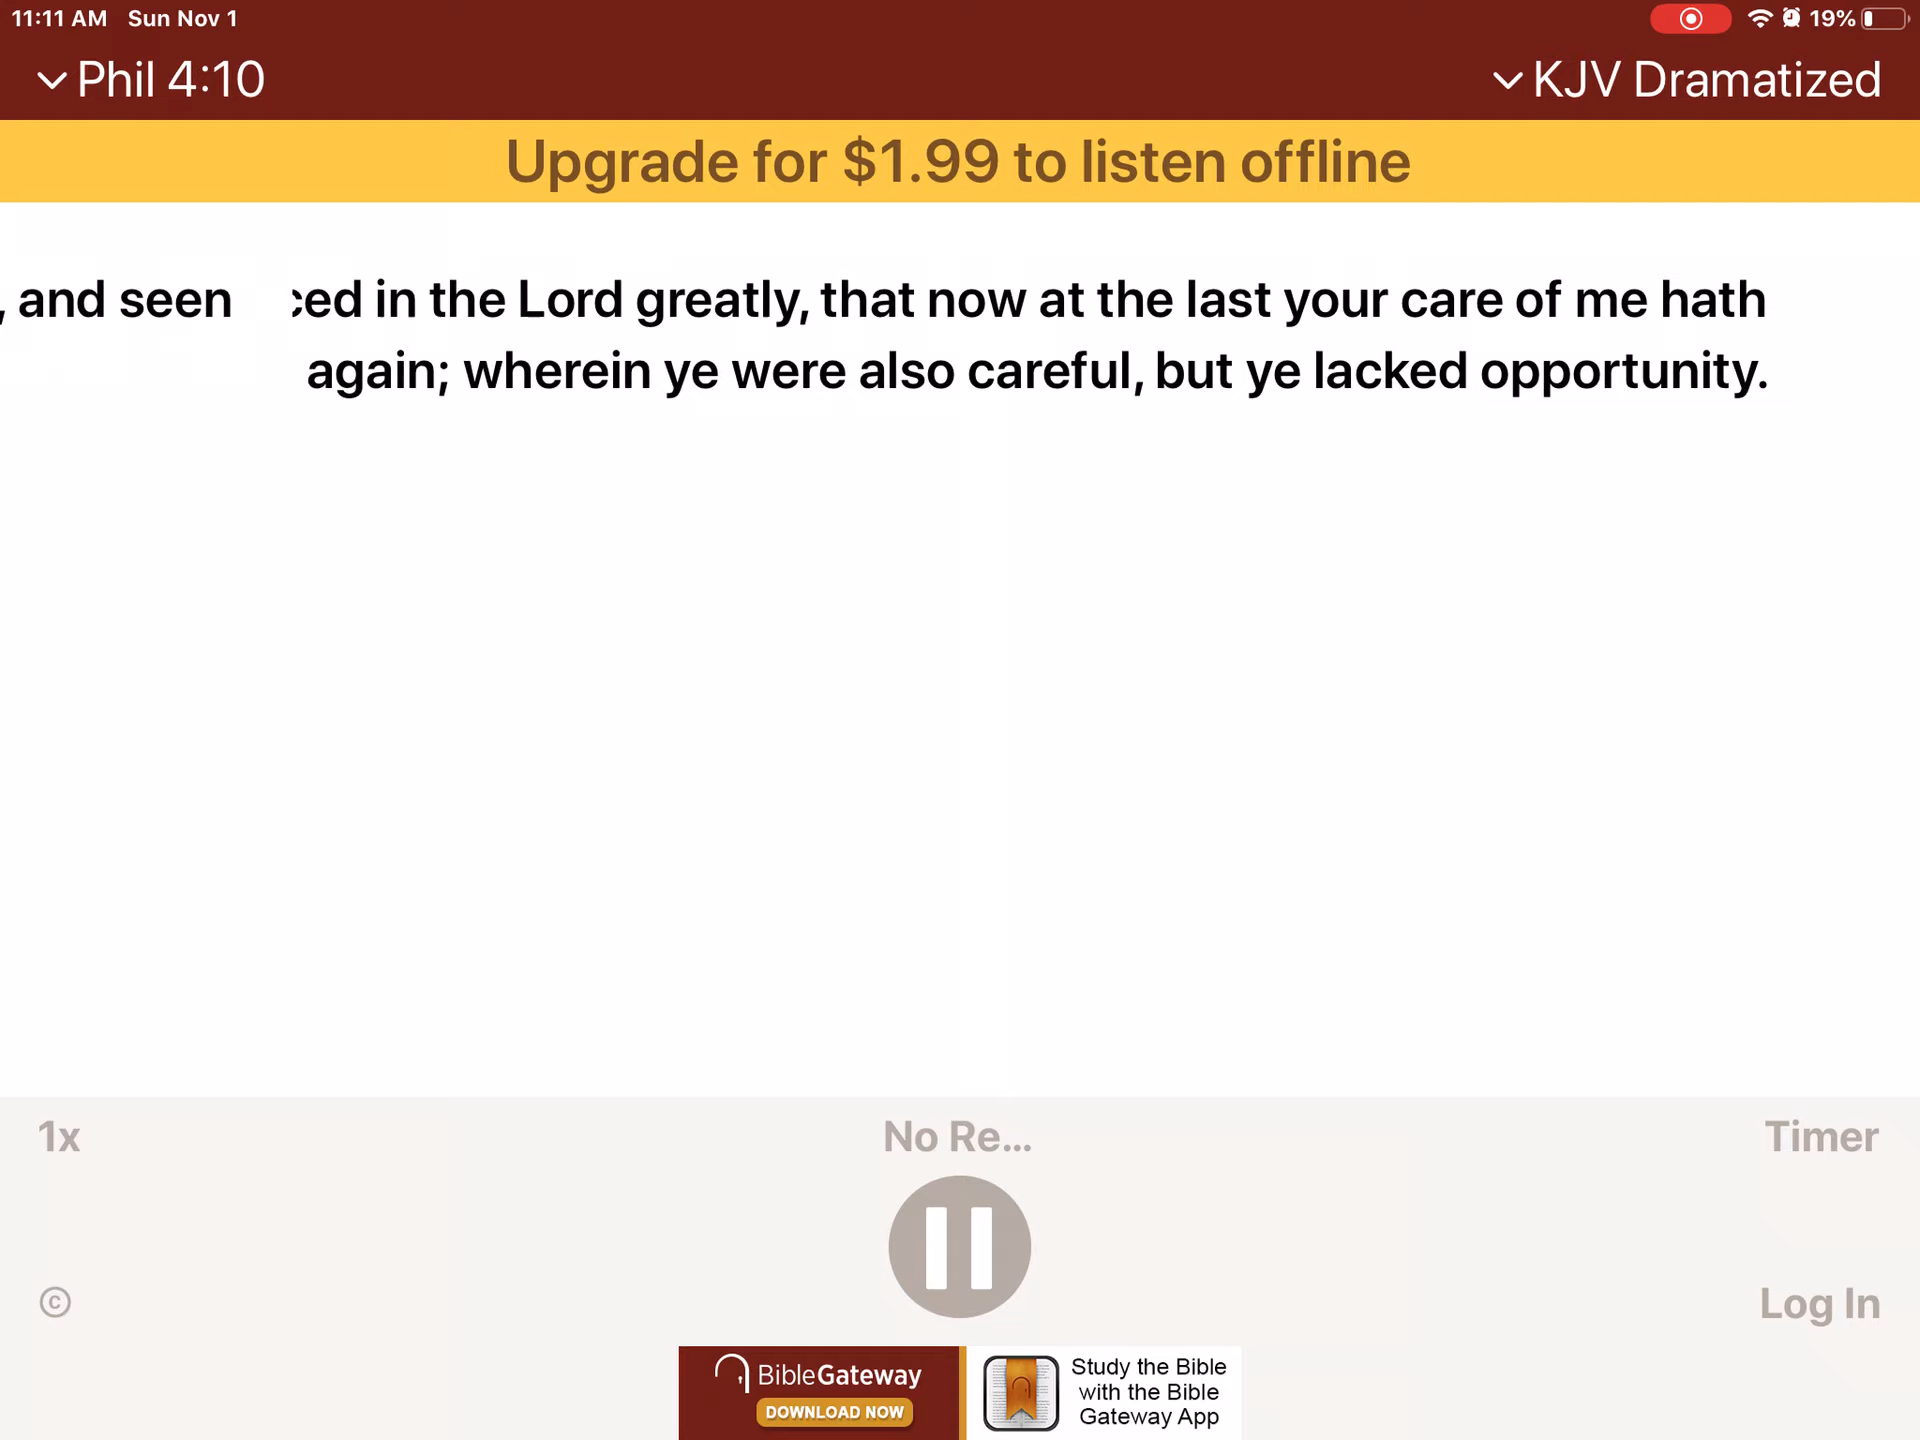 11:11 AM Sun Nov 1
19%
Phil 4:10
KJV Dramatized
Upgrade for $1.99 to listen offline
, and seen
ced in the Lord greatly, that now at the last your care of me hath
again; wherein ye were also careful, but ye lacked opportunity.
1x
No Re...
Timer
©
Log In
BibleGateway
DOWNLOAD NOW
Study the Bible
with the Bible
Gateway App